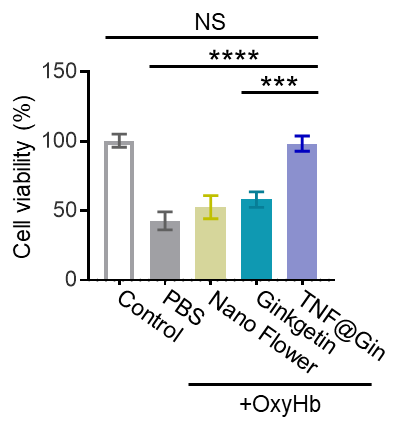 NS
****
***
Cell viability (%)
150
100
50
0
Control
PBS
Nano Flower
Ginkgetin
TNF@Gin
+OxyHb